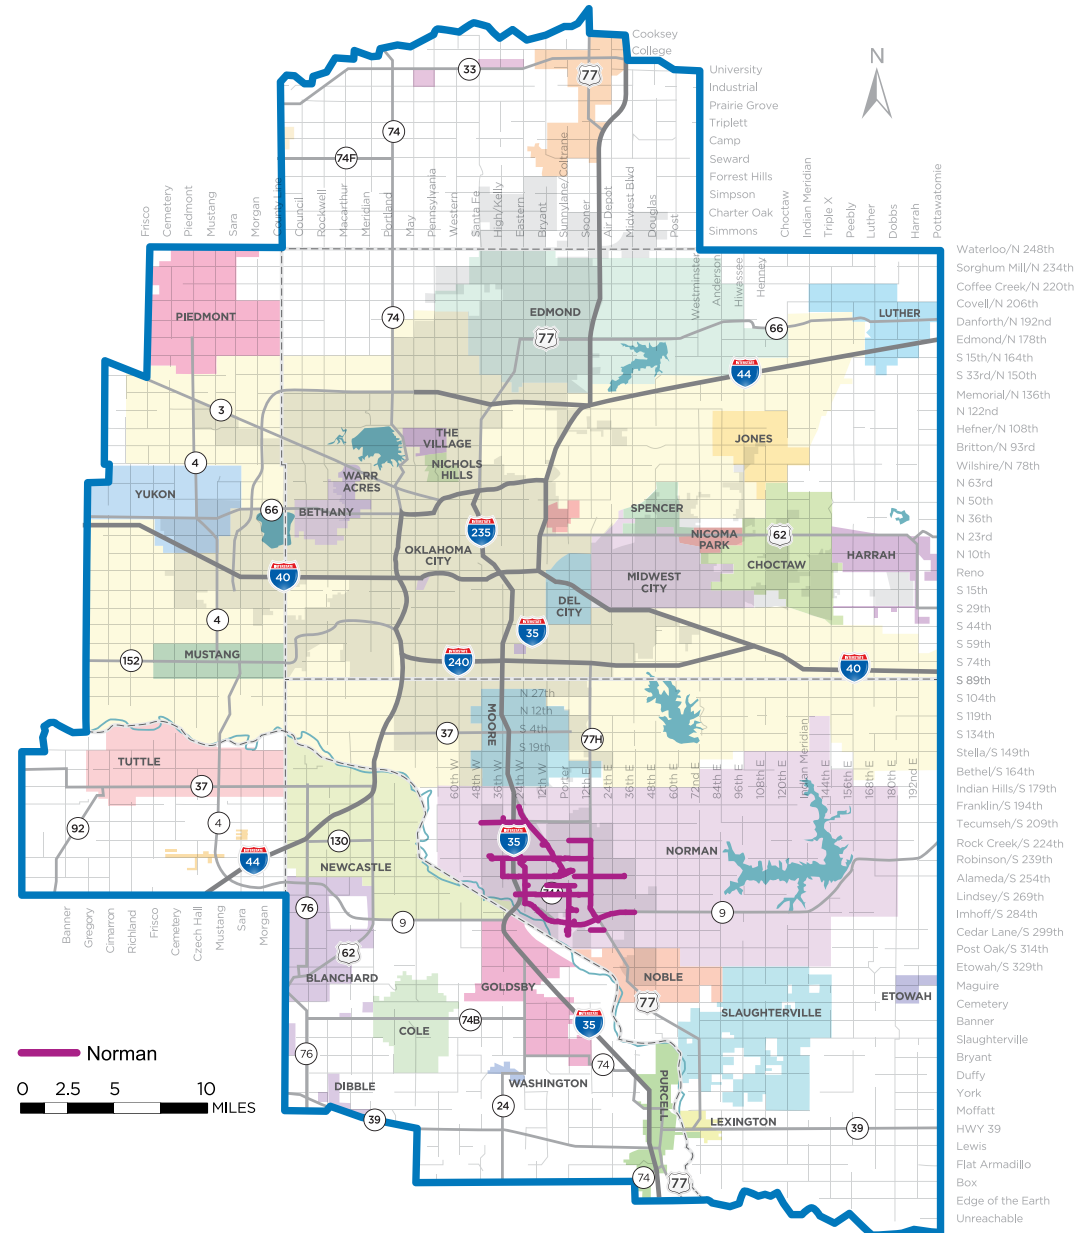 Cooksey
College
University
Industrial
Prairie Grove
Triplett
Camp
Seward
Forrest Hills
Simpson
Charter Oak
Simmons
N
33
77
74
74F
Frisco
Cemetery
Piedmont
Mustang
Sara
Morgan
County Line
Council
Rockwell
Macarthur
Meridian
Portland
May
Pennsylvania
Western
Santa Fe
High/Kelly
Eastern
Bryant
Sunnylane/Coltrane
Sooner
Air Depot
Midwest Blvd
Douglas
Post
Westminster
Anderson
Hiwassee
Henney
Choctaw
Indian Meridian
Triple X
Peebly
Luther
Dobbs
Harrah
Pottawatomie
Waterloo/N 248th
Sorghum Mill/N 234th
Coffee Creek/N 220th
Covell/N 206th
Danforth/N 192nd
Edmond/N 178th
S 15th/N 164th
S 33rd/N 150th
Memorial/N 136th
N 122nd
Hefner/N 108th
Britton/N 93rd
Wilshire/N 78th
N 63rd
N 50th
N 36th
N 23rd
N 10th
Reno
S 15th
S 29th
S 44th
S 59th
S 74th
S 89th
S 104th
S 119th
S 134th
Stella/S 149th
Bethel/S 164th
Indian Hills/S 179th
Franklin/S 194th
Tecumseh/S 209th
Rock Creek/S 224th
Robinson/S 239th
Alameda/S 254th
Lindsey/S 269th
Imhoff/S 284th
Cedar Lane/S 299th
Post Oak/S 314th
Etowah/S 329th
Maguire
Cemetery
Banner
Slaughterville
Bryant
Duffy
York
Moffatt
HWY 39
Lewis
Flat Armadillo
Box
Edge of the Earth
Unreachable
PIEDMONT
74
EDMOND
77
66
LUTHER
INTERSTATE
44
3
4
THE
VILLAGE
NICHOLS
HILLS
WARR
ACRES
JONES
YUKON
66
BETHANY
INTERSTATE
235
SPENCER
NICOMA
PARK
62
HARRAH
CHOCTAW
OKLAHOMA
CITY
INTERSTATE
40
MIDWEST
CITY
DEL
CITY
INTERSTATE
35
4
152
MUSTANG
INTERSTATE
240
INTERSTATE
40
MOORE
N 27th
N 12th
S 4th
S 19th
37
77H
60th W
48th W
36th W
24th W
12th W
Porter
12th E
24th E
36th E
48th E
60th E
72nd E
84th E
96th E
108th E
Indian Meridian
144th E
156th E
168th E
180th E
192nd E
TUTTLE
37
92
4
INTERSTATE
44
130
NEWCASTLE
INTERSTATE
35
NORMAN
9
9
76
62
BLANCHARD
Banner
Gregory
Cimarron
Richland
Frisco
Cemetery
Czech Hall
Mustang
Sara
Morgan
GOLDSBY
NOBLE
77
SLAUGHTERVILLE
ETOWAH
COLE
74B
INTERSTATE
35
76
74
DIBBLE
WASHINGTON
PURCELL
24
39
LEXINGTON
39
74
77
Norman
0 2.5 5 10
MILES